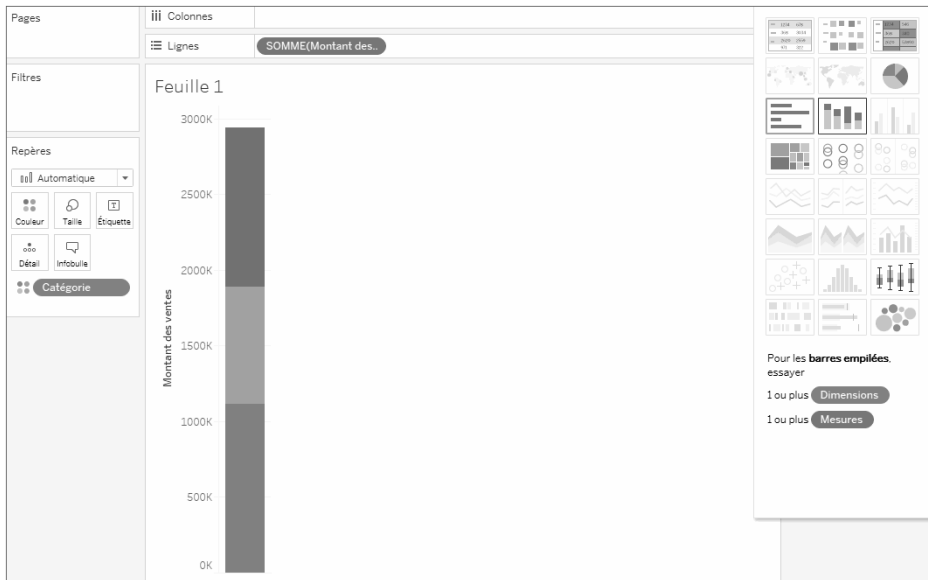 Pages
Filtres
Repères
Automatique
Couleur
Taille
Étiquette
Détail
Infobulle
Catégorie
Colonnes
Lignes
SOMME(Montant des..
Feuille 1
Montant des ventes
3000K
2500K
2000K
1500K
1000K
500K
0K
Pour les barres empilées,
essayer
1 ou plus Dimensions
1 ou plus Mesures